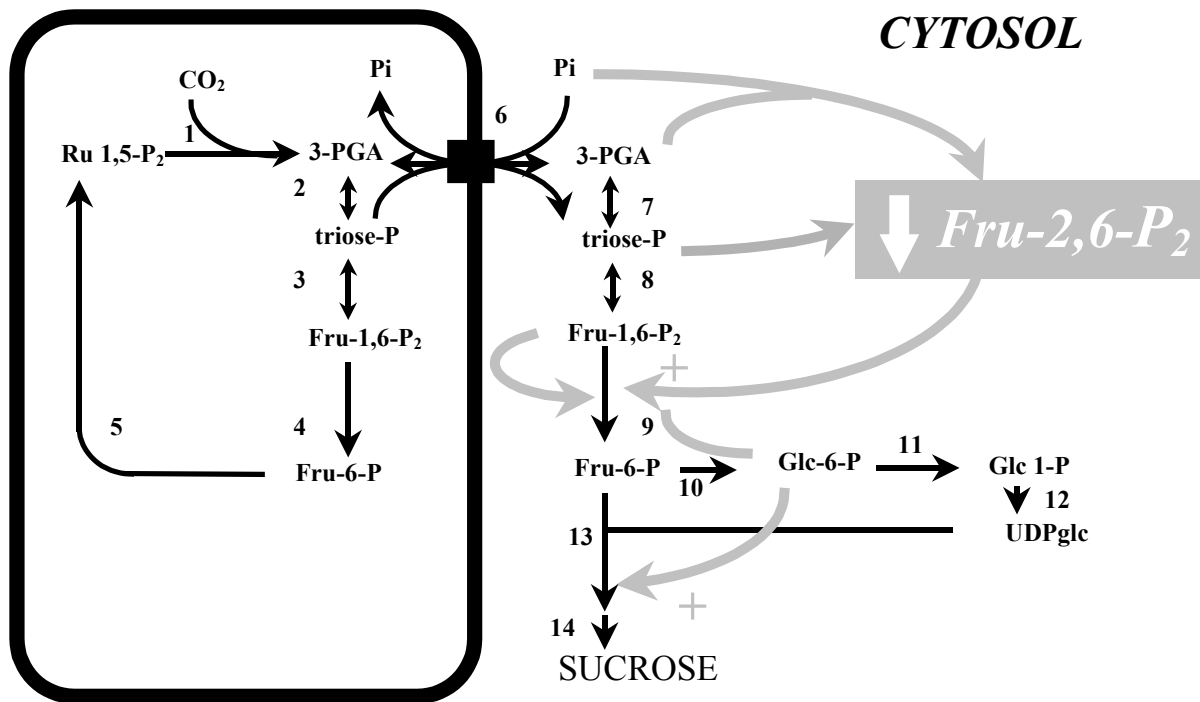 CYTOSOL
CO₂
Pi
Pi
6
1
Ru 1,5-P₂
3-PGA
3-PGA
2
7
triose-P
triose-P
Fru-2,6-P₂
3
8
Fru-1,6-P₂
Fru-1,6-P₂
+
5
4
9
11
Fru-6-P
Fru-6-P
Glc-6-P
Glc 1-P
10
12
13
UDPglc
+
14
SUCROSE